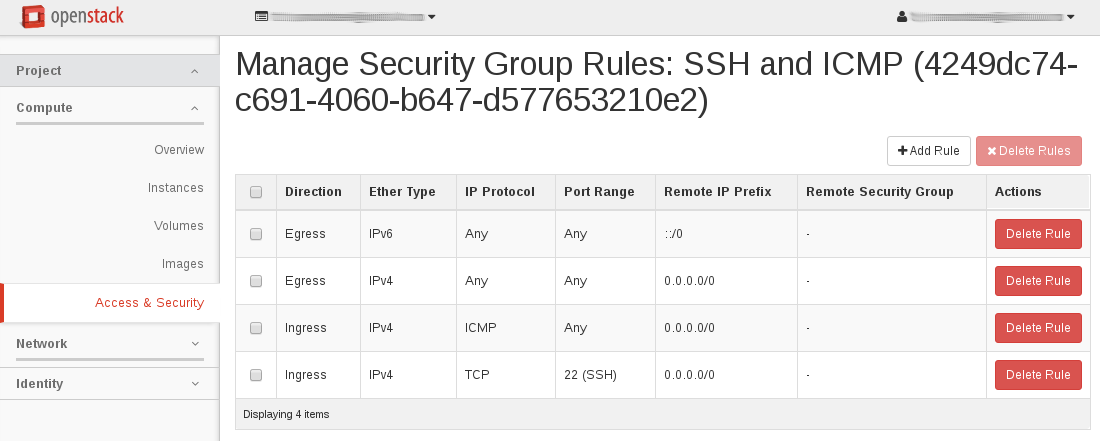 openstack
Project
Compute
Overview
Instances
Volumes
Images
Access & Security
Network
Identity
Manage Security Group Rules: SSH and ICMP (4249dc74-
c691-4060-b647-d577653210e2)
Add Rule Delete Rules
Direction Ether Type IP Protocol Port Range Remote IP Prefix Remote Security Group Actions
Egress IPv6 Any Any ::/0 - Delete Rule
Egress IPv4 Any Any 0.0.0.0/0 - Delete Rule
Ingress IPv4 ICMP Any 0.0.0.0/0 - Delete Rule
Ingress IPv4 TCP 22 (SSH) 0.0.0.0/0 - Delete Rule
Displaying 4 items